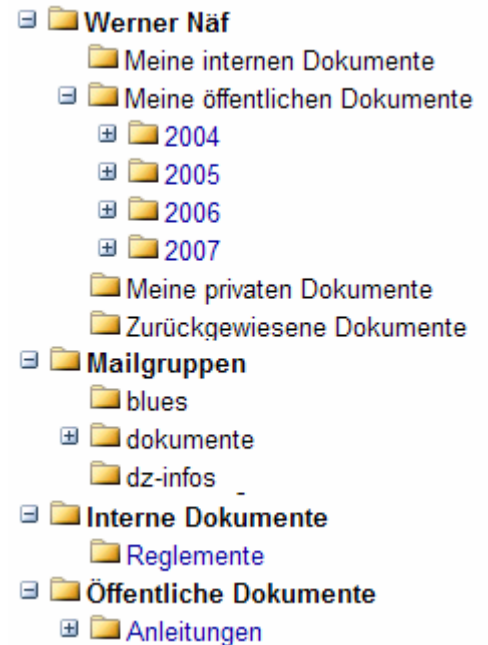 Werner Näf
Meine internen Dokumente
Meine öffentlichen Dokumente
2004
2005
2006
2007
Meine privaten Dokumente
Zurückgewiesene Dokumente
Mailgruppen
blues
dokumente
dz-infos
Interne Dokumente
Reglemente
Öffentliche Dokumente
Anleitungen